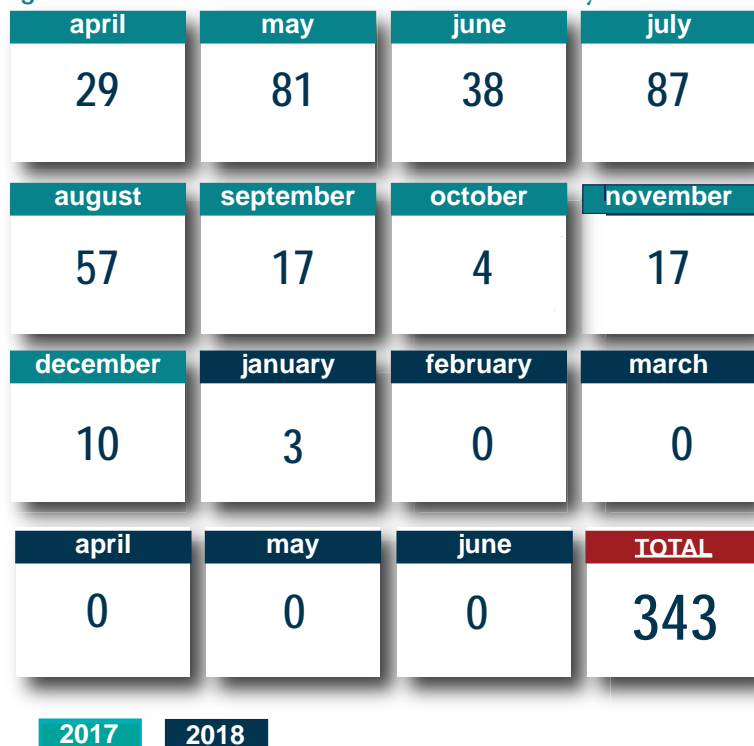 april may june july
29 81 38 87
august september october november
57 17 4 17
december january february march
10 3 0 0
april may june TOTAL
0 0 0 343
2017 2018